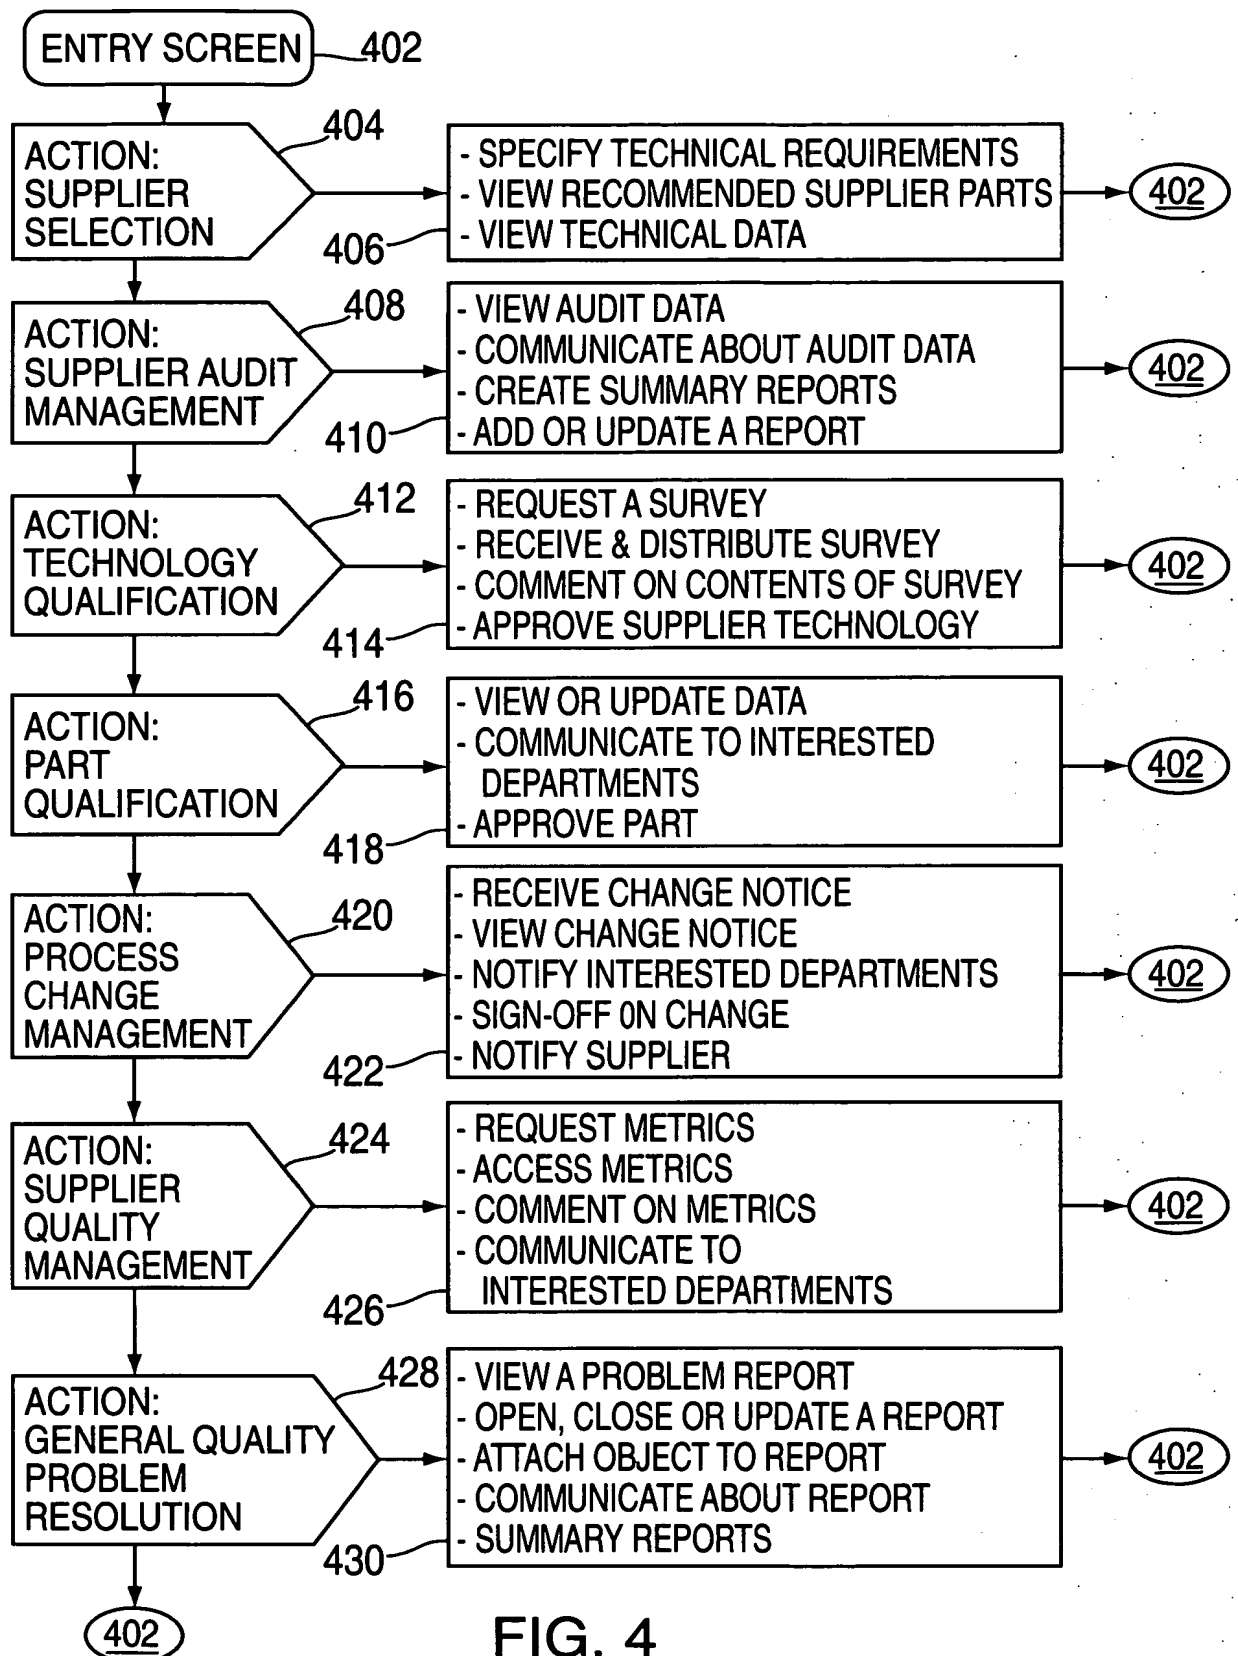 ENTRY SCREEN
402
ACTION:
SUPPLIER
SELECTION
404
- SPECIFY TECHNICAL REQUIREMENTS
- VIEW RECOMMENDED SUPPLIER PARTS
- VIEW TECHNICAL DATA
406
402
ACTION:
SUPPLIER AUDIT
MANAGEMENT
408
- VIEW AUDIT DATA
- COMMUNICATE ABOUT AUDIT DATA
- CREATE SUMMARY REPORTS
- ADD OR UPDATE A REPORT
410
402
ACTION:
TECHNOLOGY
QUALIFICATION
412
- REQUEST A SURVEY
- RECEIVE & DISTRIBUTE SURVEY
- COMMENT ON CONTENTS OF SURVEY
- APPROVE SUPPLIER TECHNOLOGY
414
402
ACTION:
PART
QUALIFICATION
416
- VIEW OR UPDATE DATA
- COMMUNICATE TO INTERESTED
DEPARTMENTS
- APPROVE PART
418
402
ACTION:
PROCESS
CHANGE
MANAGEMENT
420
- RECEIVE CHANGE NOTICE
- VIEW CHANGE NOTICE
- NOTIFY INTERESTED DEPARTMENTS
- SIGN-OFF ON CHANGE
- NOTIFY SUPPLIER
422
402
ACTION:
SUPPLIER
QUALITY
MANAGEMENT
424
- REQUEST METRICS
- ACCESS METRICS
- COMMENT ON METRICS
- COMMUNICATE TO
INTERESTED DEPARTMENTS
426
402
ACTION:
GENERAL QUALITY
PROBLEM
RESOLUTION
428
- VIEW A PROBLEM REPORT
- OPEN, CLOSE OR UPDATE A REPORT
- ATTACH OBJECT TO REPORT
- COMMUNICATE ABOUT REPORT
- SUMMARY REPORTS
430
402
402
FIG. 4